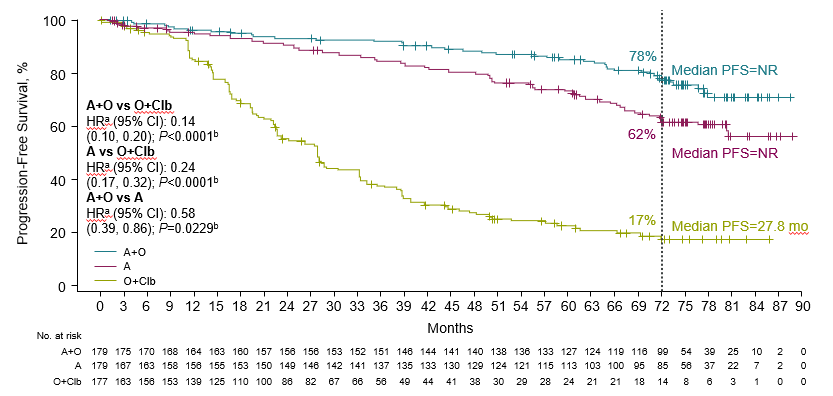 Progression-Free Survival, %
100
80
60
40
20
0
78%
Median PFS=NR
62%
Median PFS=NR
17%
Median PFS=27.8 mo
A+O vs O+Clb
HRᵃ (95% CI): 0.14
(0.10, 0.20); P<0.0001ᵇ
A vs O+Clb
HRᵃ (95% CI): 0.24
(0.17, 0.32); P<0.0001ᵇ
A+O vs A
HRᵃ (95% CI): 0.58
(0.39, 0.86); P=0.0229ᵇ
A+O
A
O+Clb
0 3 6 9 12 15 18 21 24 27 30 33 36 39 42 45 48 51 54 57 60 63 66 69 72 75 78 81 84 87 90
Months
No. at risk
A+O 179 175 170 168 164 163 160 157 156 156 153 152 151 146 144 141 140 138 136 133 127 124 119 116 99 54 39 25 10 2 0
A 179 167 163 158 156 155 153 150 149 146 142 141 137 135 133 130 129 124 121 115 113 103 100 95 85 56 37 22 7 2 0
O+Clb 177 163 156 153 139 125 110 100 86 82 67 66 56 49 44 41 38 30 29 28 24 21 21 18 14 8 6 3 1 0 0